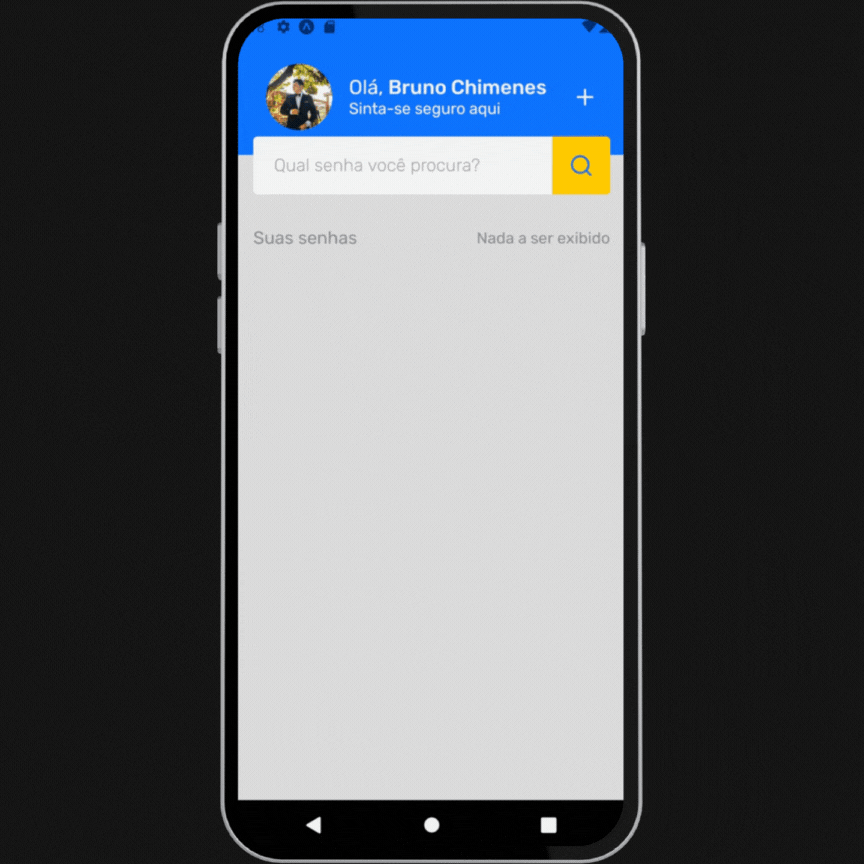 Olá, Bruno Chimenes
Sinta-se seguro aqui
Qual senha você procura?
Suas senhas
Nada a ser exibido